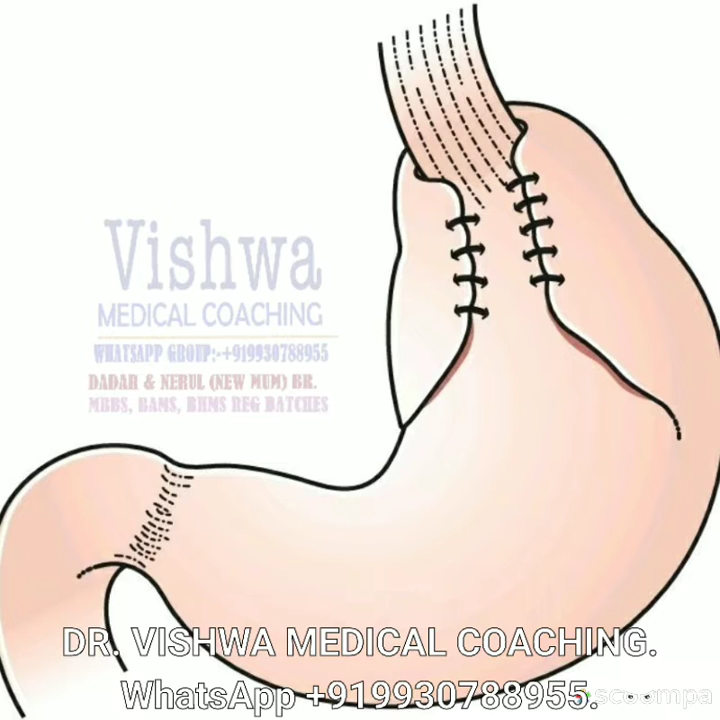 Vishwa
MEDICAL COACHING
WHATSAPP GROUP:-+919930788955
DADAR & NERUL (NEW MUM) BR.
MBBS, BAMS, BHMS REG BATCHES
DR. VISHWA MEDICAL COACHING.
WhatsApp +919930788955.